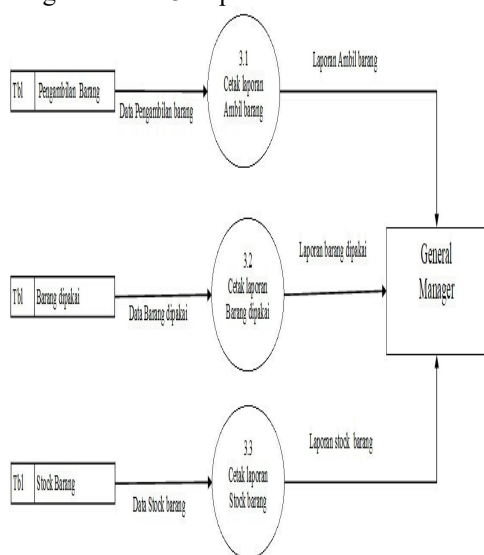 3.1
Cetak laporan
Ambil barang
Laporan Ambil barang
Tbl Pengambilan Barang
Data Pengambilan barang
3.2
Cetak laporan
Barang dipakai
Laporan barang dipakai
General
Manager
Tbl Barang dipakai
Data Barang dipakai
3.3
Cetak laporan
Stock barang
Laporan stock barang
Tbl Stock Barang
Data Stock barang